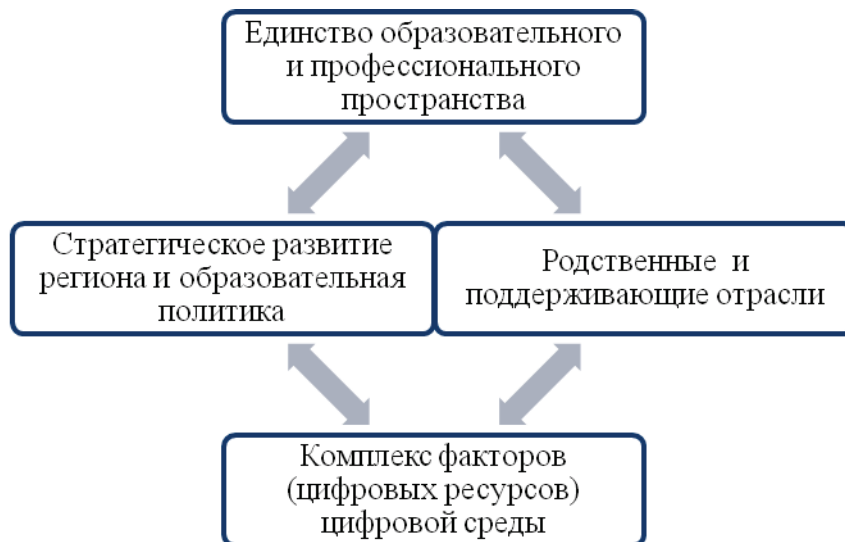 Единство образовательного
и профессионального
пространства
Стратегическое развитие
региона и образовательная
политика
Родственные и
поддерживающие отрасли
Комплекс факторов
(цифровых ресурсов)
цифровой среды